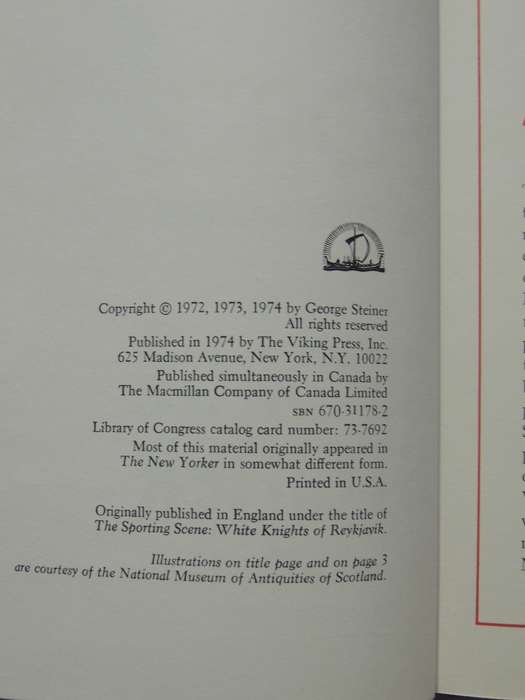 Copyright © 1972, 1973, 1974 by George Steiner
All rights reserved
Published in 1974 by The Viking Press, Inc.
625 Madison Avenue, New York, N.Y. 10022
Published simultaneously in Canada by
The Macmillan Company of Canada Limited
SBN 670-31178-2
Library of Congress catalog card number: 73-7692
Most of this material originally appeared in
The New Yorker in somewhat different form.
Printed in U.S.A.
Originally published in England under the title of
The Sporting Scene: White Knights of Reykjavik.
Illustrations on title page and on page 3
are courtesy of the National Museum of Antiquities of Scotland.